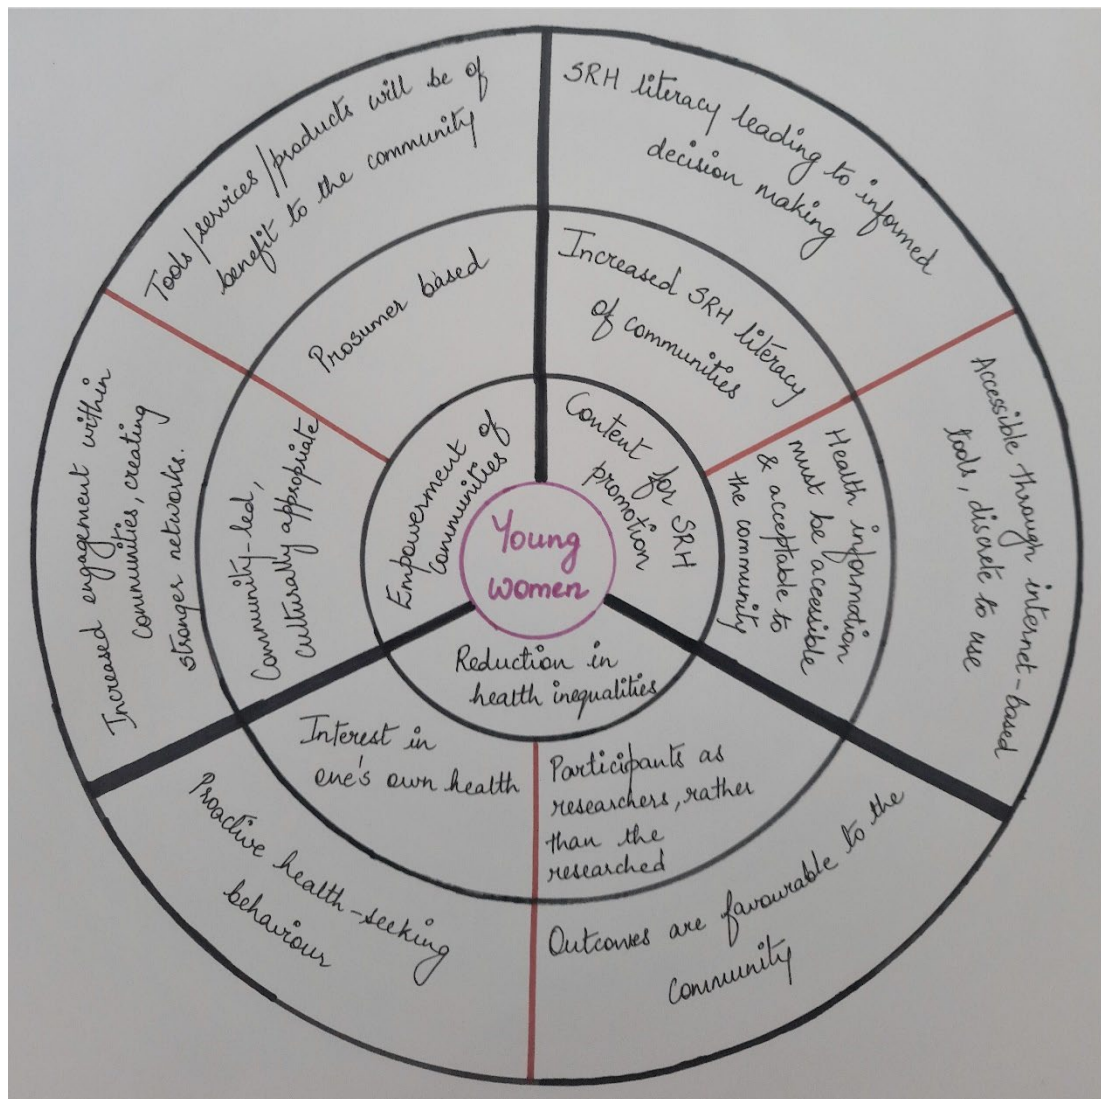 Young
women
Content for SRH
promotion
Increased SRH literacy
of communities
SRH literacy leading to informed
decision making
Health information
must be accessible
& acceptable to
the community
Accessible through internet-based
tools, discrete to use
Reduction in
health inequalities
Participants as
researchers, rather
than the
researched
Outcomes are favourable to the
community
Interest in
one's own health
Proactive health-seeking
behaviour
Empowerment of
Communities
Community-led,
culturally appropriate
Increased engagement within
communities, creating
stronger networks.
Prosumer based
Tools/services/products will be of
benefit to the community